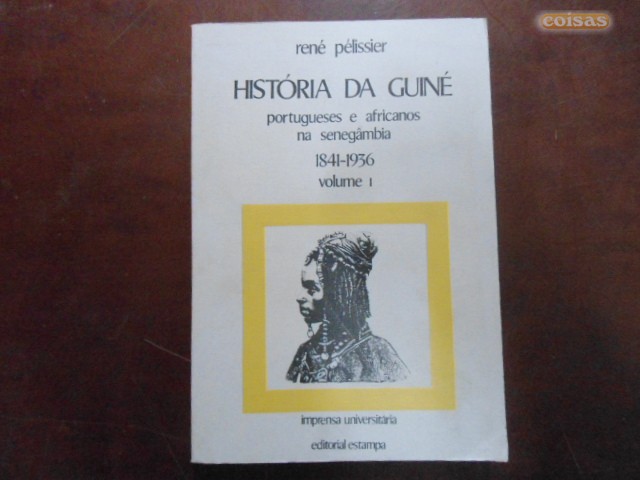 coisas
rené pélissier
HISTÓRIA DA GUINÉ
portugueses e africanos
na senegâmbia
1841-1936
volume 1
imprensa universitária
editorial estampa